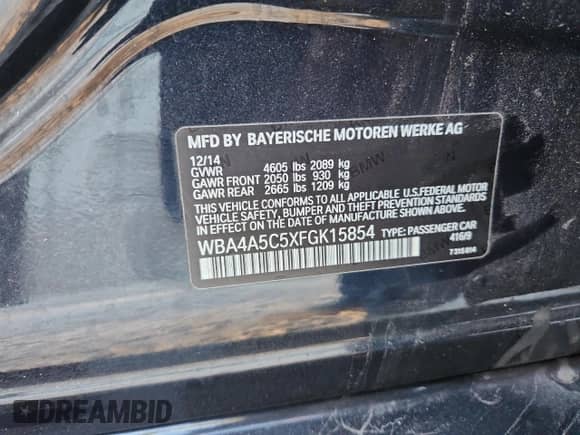 MFD BY BAYERISCHE MOTOREN WERKE AG
12/14
GVWR 4605 lbs 2089 kg
GAWR FRONT 2050 lbs 930 kg
GAWR REAR 2665 lbs 1209 kg
THIS VEHICLE CONFORMS TO ALL APPLICABLE U.S.FEDERAL MOTOR
VEHICLE SAFETY, BUMPER AND THEFT PREVENTION STANDARDS
IN EFFECT ON THE DATE OF MANUFACTURE SHOWN ABOVE.
WBA4A5C5XFGK15854 TYPE: PASSENGER CAR
416/9
7315814
DREAMBID